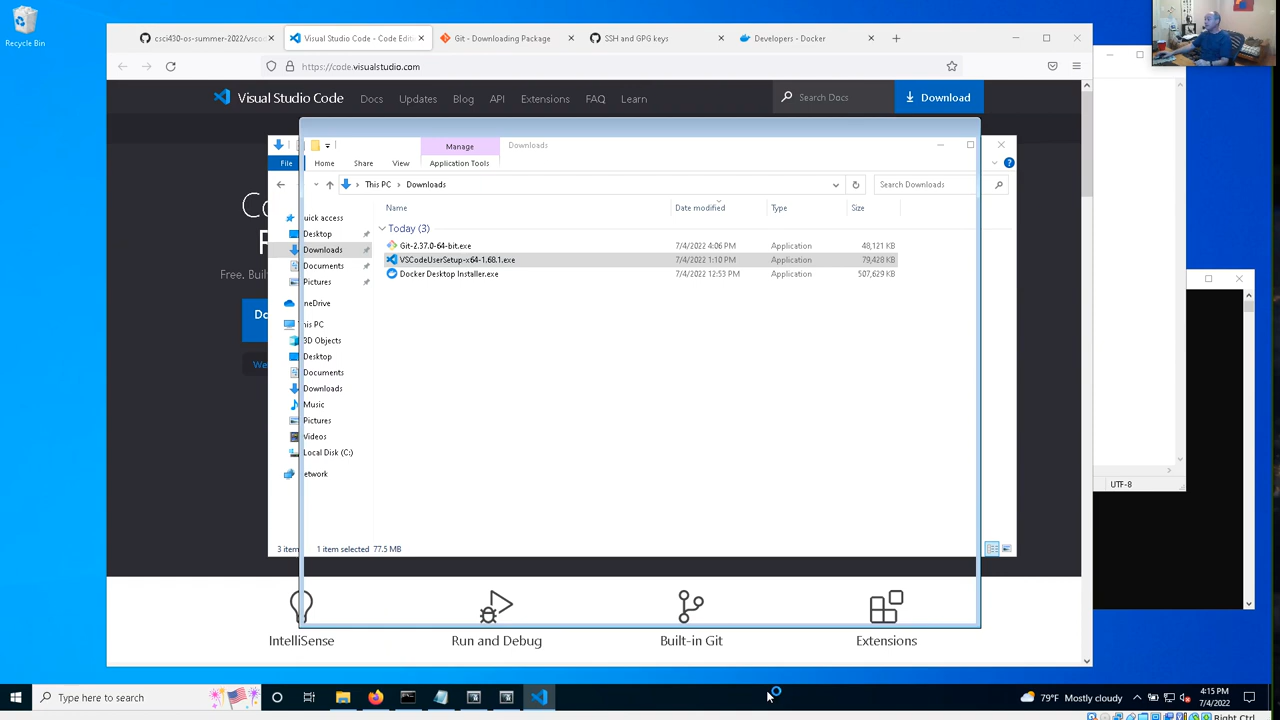 Recycle Bin
csci430-os-summer-2022/vsco
Visual Studio Code - Code Edit
Git - Downloading Package
SSH and GPG keys
Developers - Docker
https://code.visualstudio.com
Visual Studio Code
Docs
Updates
Blog
API
Extensions
FAQ
Learn
Search Docs
Download
Manage
Downloads
File
Home
Share
View
Application Tools
This PC
Downloads
Search Downloads
Name
Date modified
Type
Size
Today (3)
Git-2.37.0-64-bit.exe
7/4/2022 4:06 PM
Application
48,121 KB
VSCodeUserSetup-x64-1.68.1.exe
7/4/2022 1:10 PM
Application
79,428 KB
Docker Desktop Installer.exe
7/4/2022 12:53 PM
Application
507,629 KB
uick access
Desktop
Downloads
Documents
Pictures
neDrive
his PC
3D Objects
Desktop
Documents
Downloads
Music
Pictures
Videos
Local Disk (C:)
etwork
Free. Buil
We
3 item
1 item selected
77.5 MB
UTF-8
IntelliSense
Run and Debug
Built-in Git
Extensions
Type here to search
79°F Mostly cloudy
4:15 PM
7/4/2022
Right Ctrl